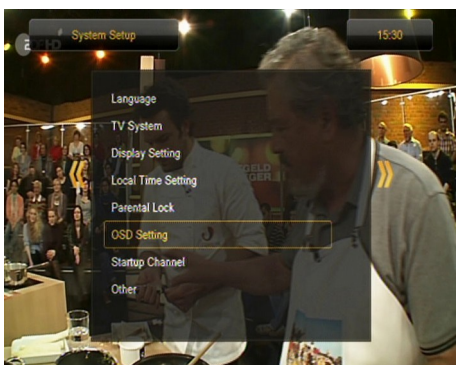 System Setup
15:30
Language
TV System
Display Setting
Local Time Setting
Parental Lock
OSD Setting
Startup Channel
Other